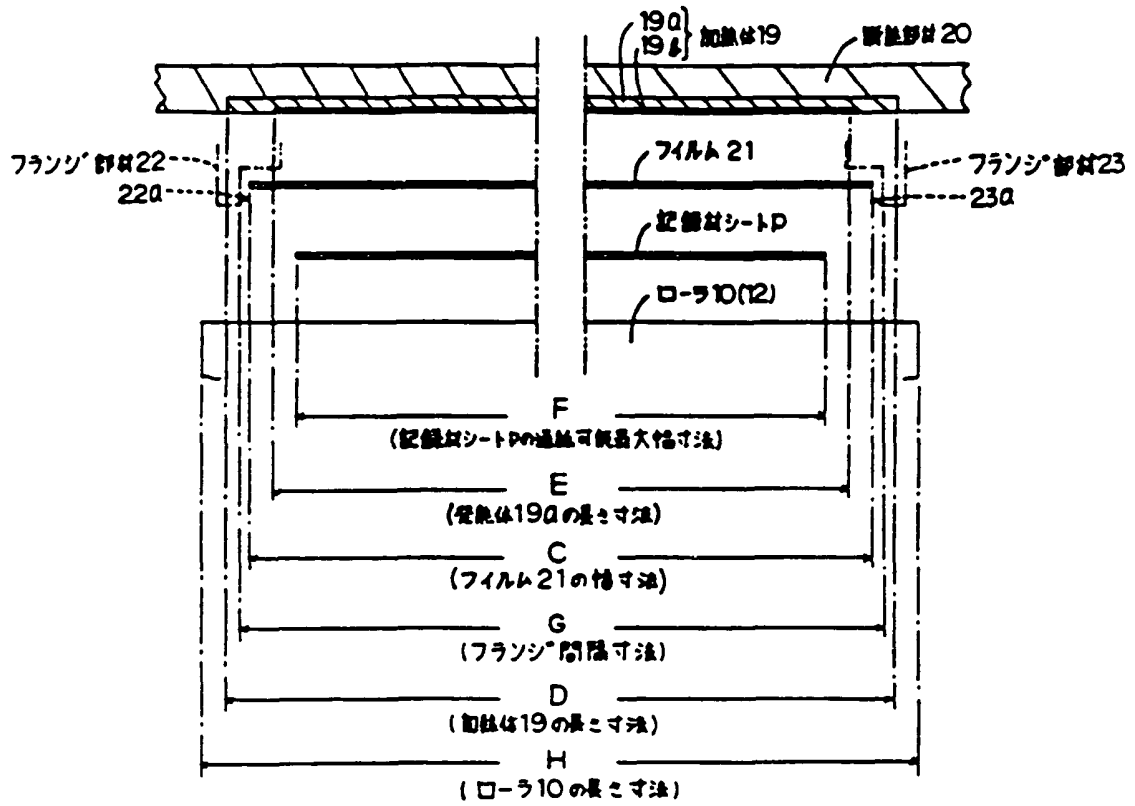 19a
19b } 加熱体19
断熱部材20
フランジ部材22
22a
フィルム21
フランジ部材23
23a
記録材シートP
ローラ10(12)
F
(記録材シートPの通紙可能最大幅寸法)
E
(発熱体19aの長さ寸法)
C
(フィルム21の幅寸法)
G
(フランジ間隔寸法)
D
(加熱体19の長さ寸法)
H
(ローラ10の長さ寸法)